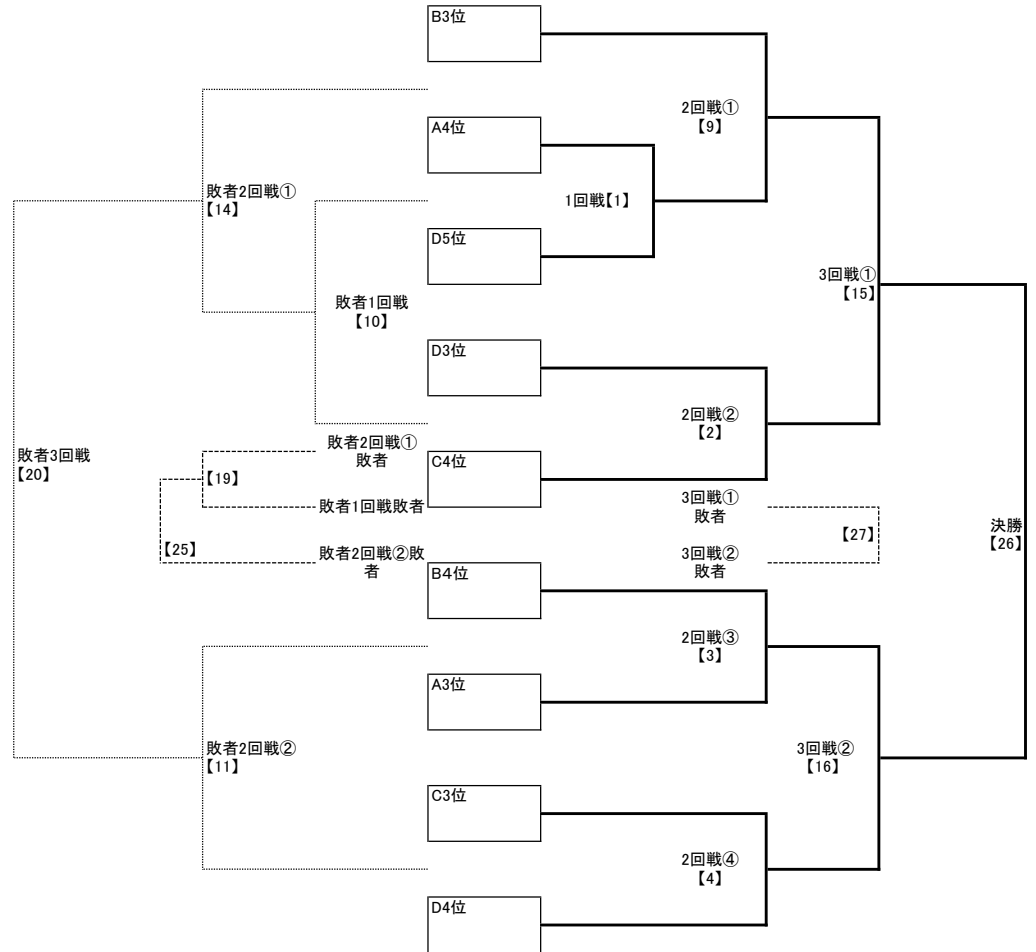 B3位
2回戦①
【9】
A4位
1回戦【1】
敗者2回戦①
【14】
D5位
3回戦①
【15】
敗者1回戦
【10】
D3位
2回戦②
【2】
敗者3回戦
【20】
敗者2回戦①
敗者
【19】
C4位
敗者1回戦敗者
3回戦①
敗者
【27】
決勝
【26】
【25】
敗者2回戦②敗
者
3回戦②
敗者
B4位
2回戦③
【3】
A3位
敗者2回戦②
【11】
3回戦②
【16】
C3位
2回戦④
【4】
D4位